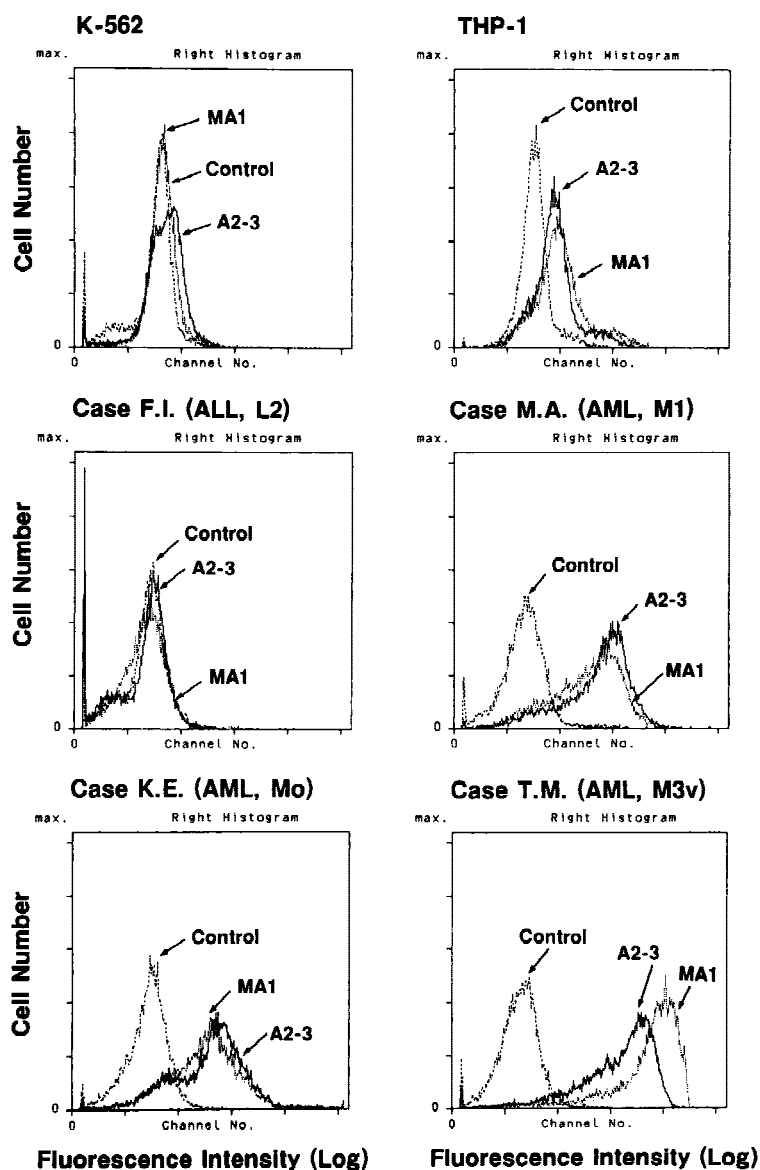 K-562
max.
Right Histogram
MA1
Control
A2-3
Cell Number
0
0
Channel No.
THP-1
max.
Right Histogram
Control
A2-3
MA1
0
0
Channel No.
Case F.I. (ALL, L2)
max.
Right Histogram
Control
A2-3
MA1
Cell Number
0
0
Channel No.
Case M.A. (AML, M1)
max.
Right Histogram
Control
A2-3
MA1
0
0
Channel No.
Case K.E. (AML, Mo)
max.
Right Histogram
Control
MA1
A2-3
Cell Number
0
0
Channel No.
Fluorescence Intensity (Log)
Case T.M. (AML, M3v)
max.
Right Histogram
Control
A2-3
MA1
0
0
Channel No.
Fluorescence Intensity (Log)